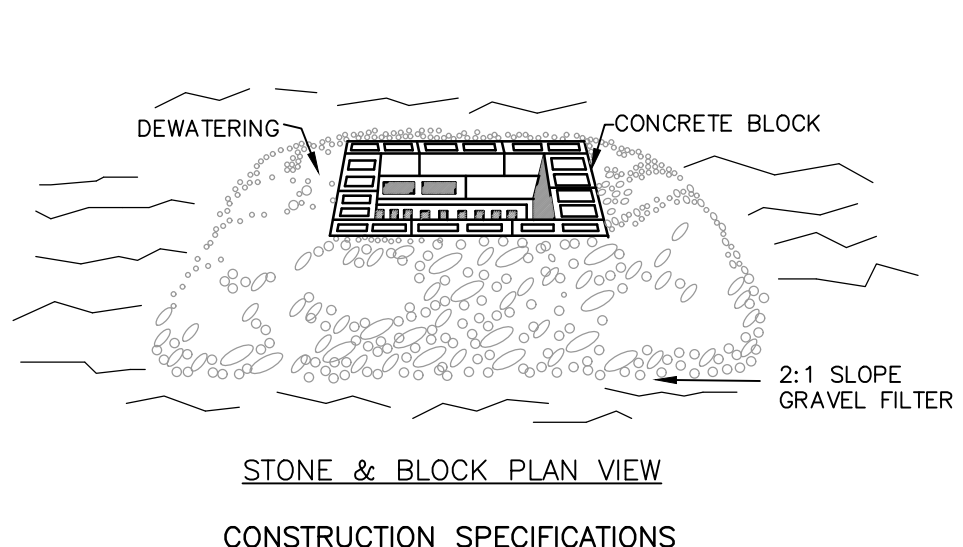 DEWATERING
CONCRETE BLOCK
2:1 SLOPE
GRAVEL FILTER
STONE & BLOCK PLAN VIEW
CONSTRUCTION SPECIFICATIONS